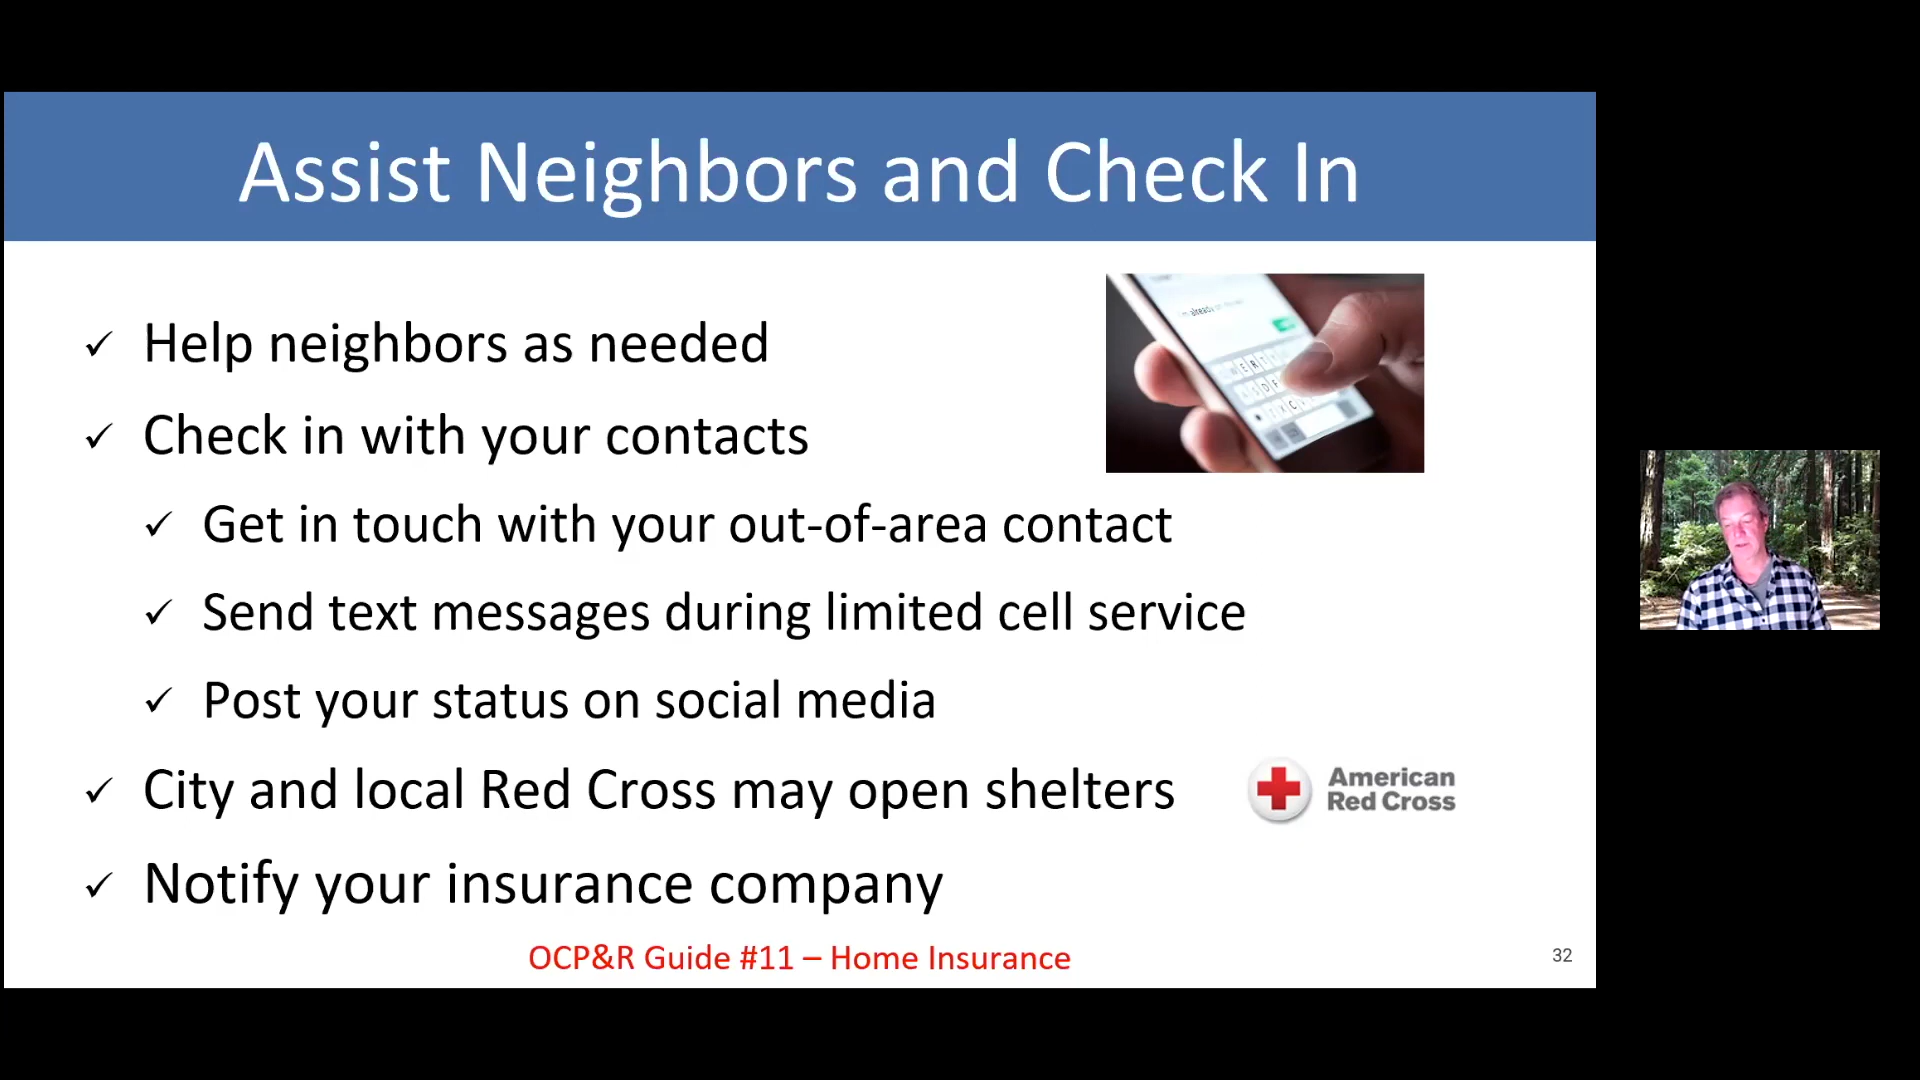 Assist Neighbors and Check In
✓ Help neighbors as needed
✓ Check in with your contacts
✓ Get in touch with your out-of-area contact
✓ Send text messages during limited cell service
✓ Post your status on social media
✓ City and local Red Cross may open shelters
American
Red Cross
✓ Notify your insurance company
OCP&R Guide #11 – Home Insurance
32